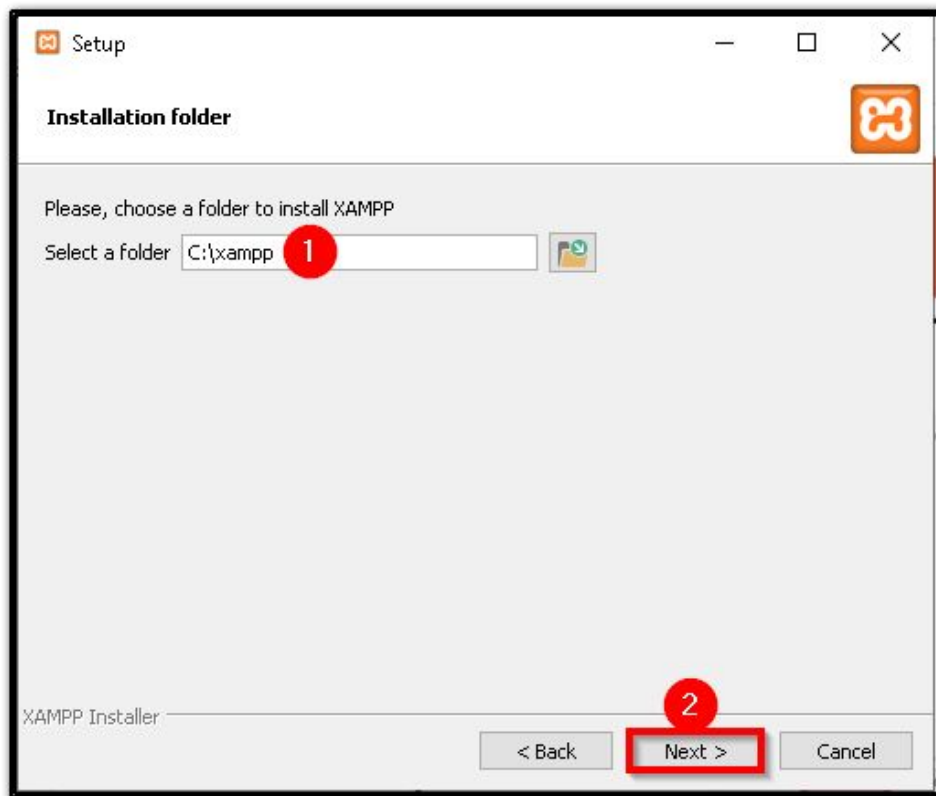 Setup
Installation folder
Please, choose a folder to install XAMPP
Select a folder C:\xampp 1
XAMPP Installer
2
< Back Next > Cancel